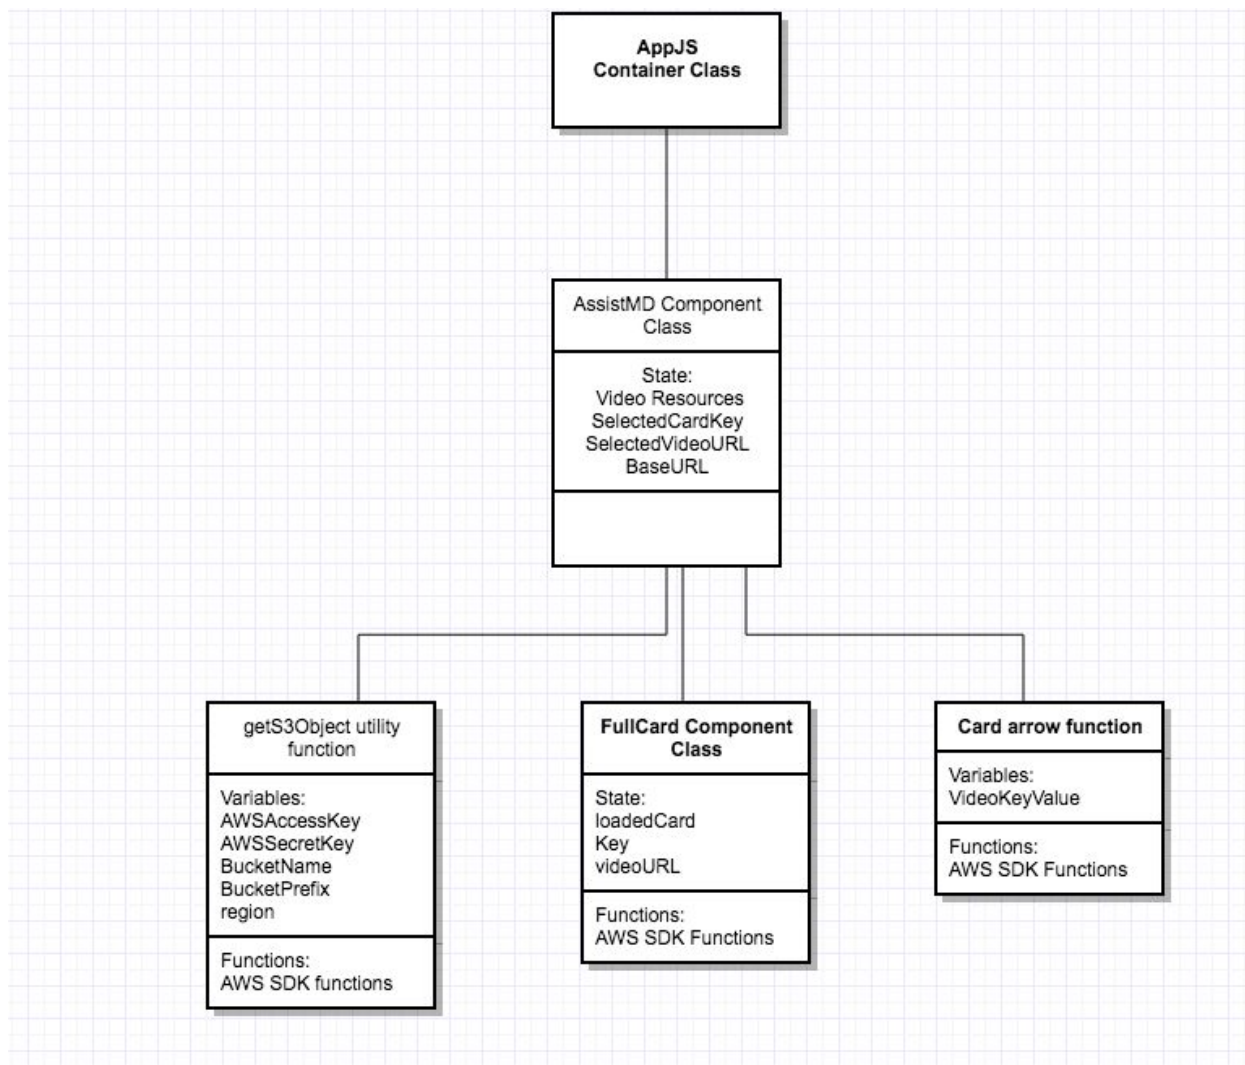 AppJS
Container Class
AssistMD Component
Class
State:
Video Resources
SelectedCardKey
SelectedVideoURL
BaseURL
getS3Object utility
function
Variables:
AWSAccessKey
AWSSecretKey
BucketName
BucketPrefix
region
Functions:
AWS SDK functions
FullCard Component
Class
State:
loadedCard
Key
videoURL
Functions:
AWS SDK Functions
Card arrow function
Variables:
VideoKeyValue
Functions:
AWS SDK Functions